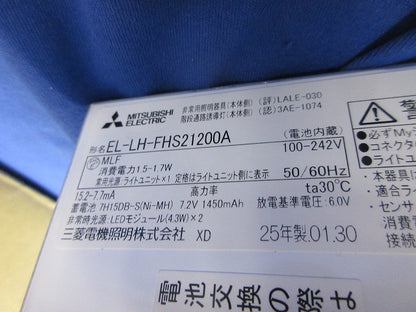 MITSUBISHI ELECTRIC
非常用照明器具(本体側) (評) LALE-030
階段通路誘導灯(本体側) (認) 3AE-1074
形名 EL-LH-FHS21200A (電池内蔵)
MLF 100-242V
消費電力1.5-1.7W
常用光源:ライトユニット×1 定格はライトユニット側に表示 50/60Hz
15.2-7.7mA 高力率 ta30℃
蓄電池 7H15DB-S(Ni-MH) 7.2V 1450mAh 放電基準電圧:6.0V
非常時光源:LEDモジュール(4.3W)×2
三菱電機照明株式会社 XD 25年製 01.30
電池交換の
際は
●必ずM
●コネクタ
●ライトユニ
●本器具は
●適合ラ
●センサ
消費電
接続